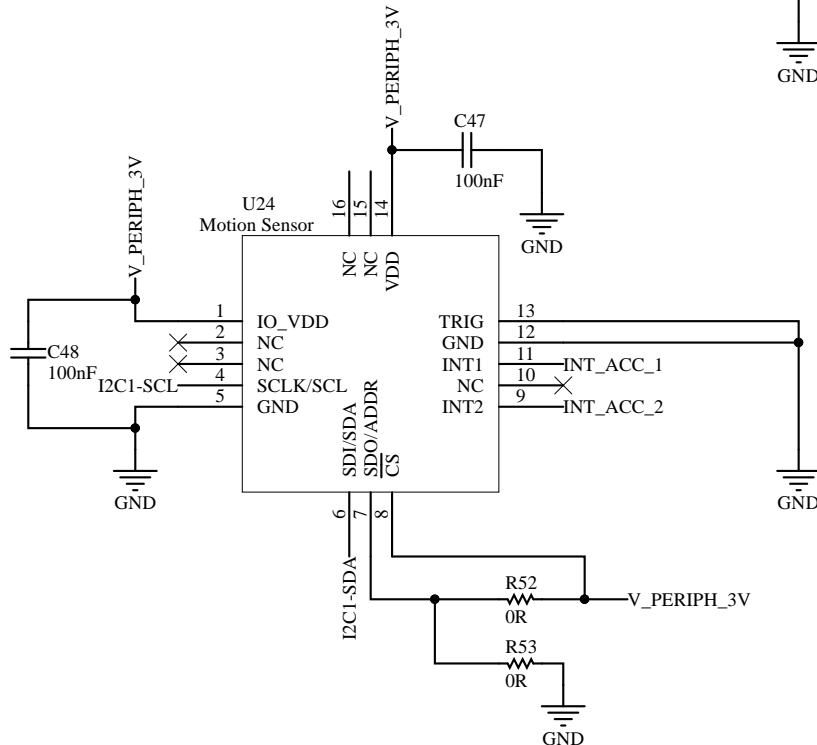 V_PERIPH_3V
GND
C47
100nF
GND
V_PERIPH_3V
U24
Motion Sensor
16
15
14
NC
NC
VDD
C48
100nF
1
IO_VDD
2
NC
3
NC
I2C1-SCL
4
SCLK/SCL
5
GND
TRIG
13
GND
12
INT1
11
INT_ACC_1
NC
10
INT2
9
INT_ACC_2
SDI/SDA
SDO/ADDR
CS
GND
GND
6
7
8
I2C1-SDA
R52
0R
V_PERIPH_3V
R53
0R
GND